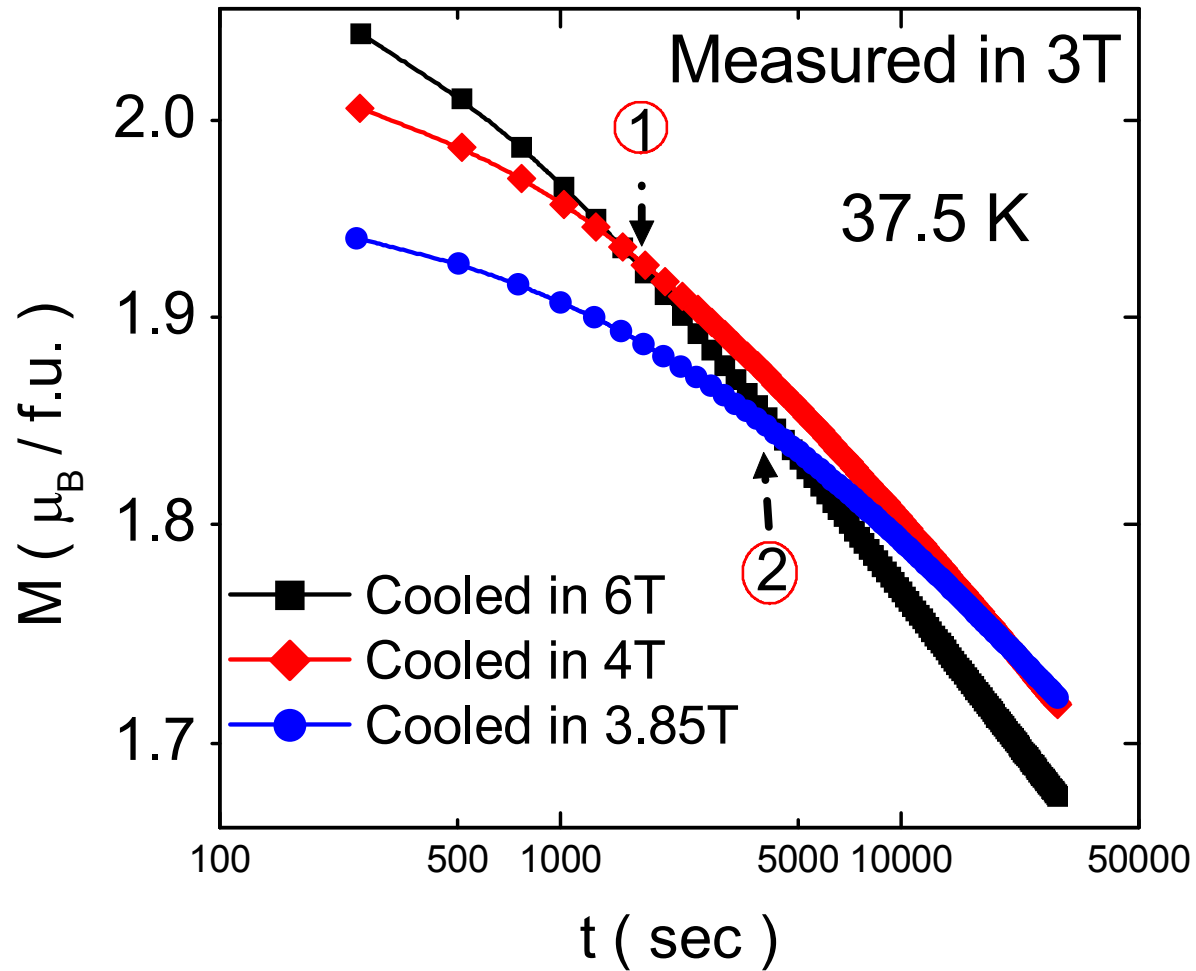 Measured in 3T
2.0
1
37.5 K
1.9
M ( μB / f.u. )
1.8
2
Cooled in 6T
Cooled in 4T
1.7
Cooled in 3.85T
100 500 1000 5000 10000 50000
t ( sec )